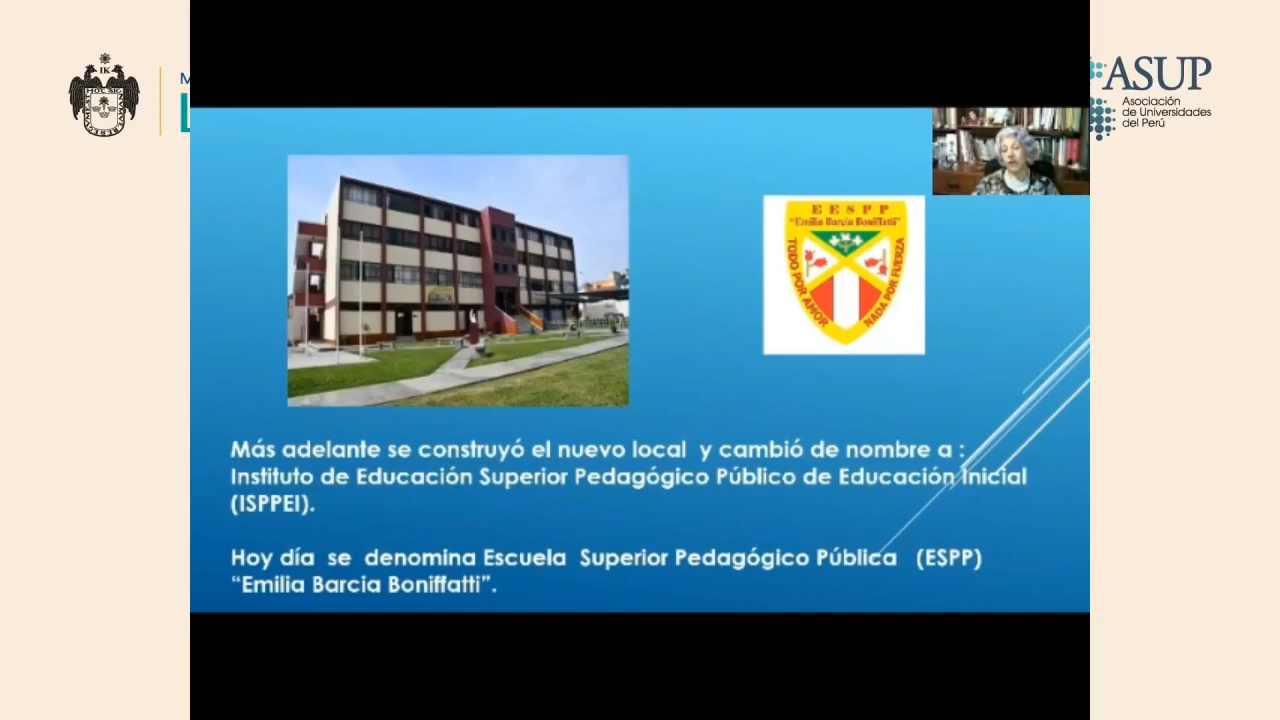 IK
M
L
ASUP
Asociación
de Universidades
del Perú
E E S P P
“Emilia Barcia Boniffatti”
TODO POR AMOR
NADA POR FUERZA
Más adelante se construyó el nuevo local y cambió de nombre a :
Instituto de Educación Superior Pedagógico Público de Educación Inicial
(ISPPEI).
Hoy día se denomina Escuela Superior Pedagógico Pública (ESPP)
“Emilia Barcia Boniffatti”.